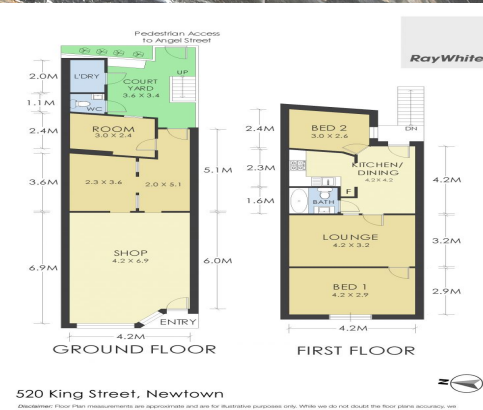 Pedestrian Access
to Angel Street
RayWhite
2.0M
L'DRY
COURT
YARD
3.6 X 3.4
UP
1.1M
WC
2.4M
ROOM
3.0 X 2.4
5.1M
3.6M
2.3 X 3.6
2.0 X 5.1
SHOP
4.2 X 6.9
6.9M
6.0M
ENTRY
4.2M
GROUND FLOOR
DN
2.4M
BED 2
3.0 X 2.6
2.3M
KITCHEN/
DINING
4.2 X 4.2
4.2M
1.6M
BATH
F
LOUNGE
4.2 X 3.2
3.2M
BED 1
4.2 X 2.9
2.9M
4.2M
FIRST FLOOR
520 King Street, Newtown
Z
Disclaimer: Floor Plan measurements are approximate and are for illustrative purposes only. While we do not doubt the floor plans accuracy, we